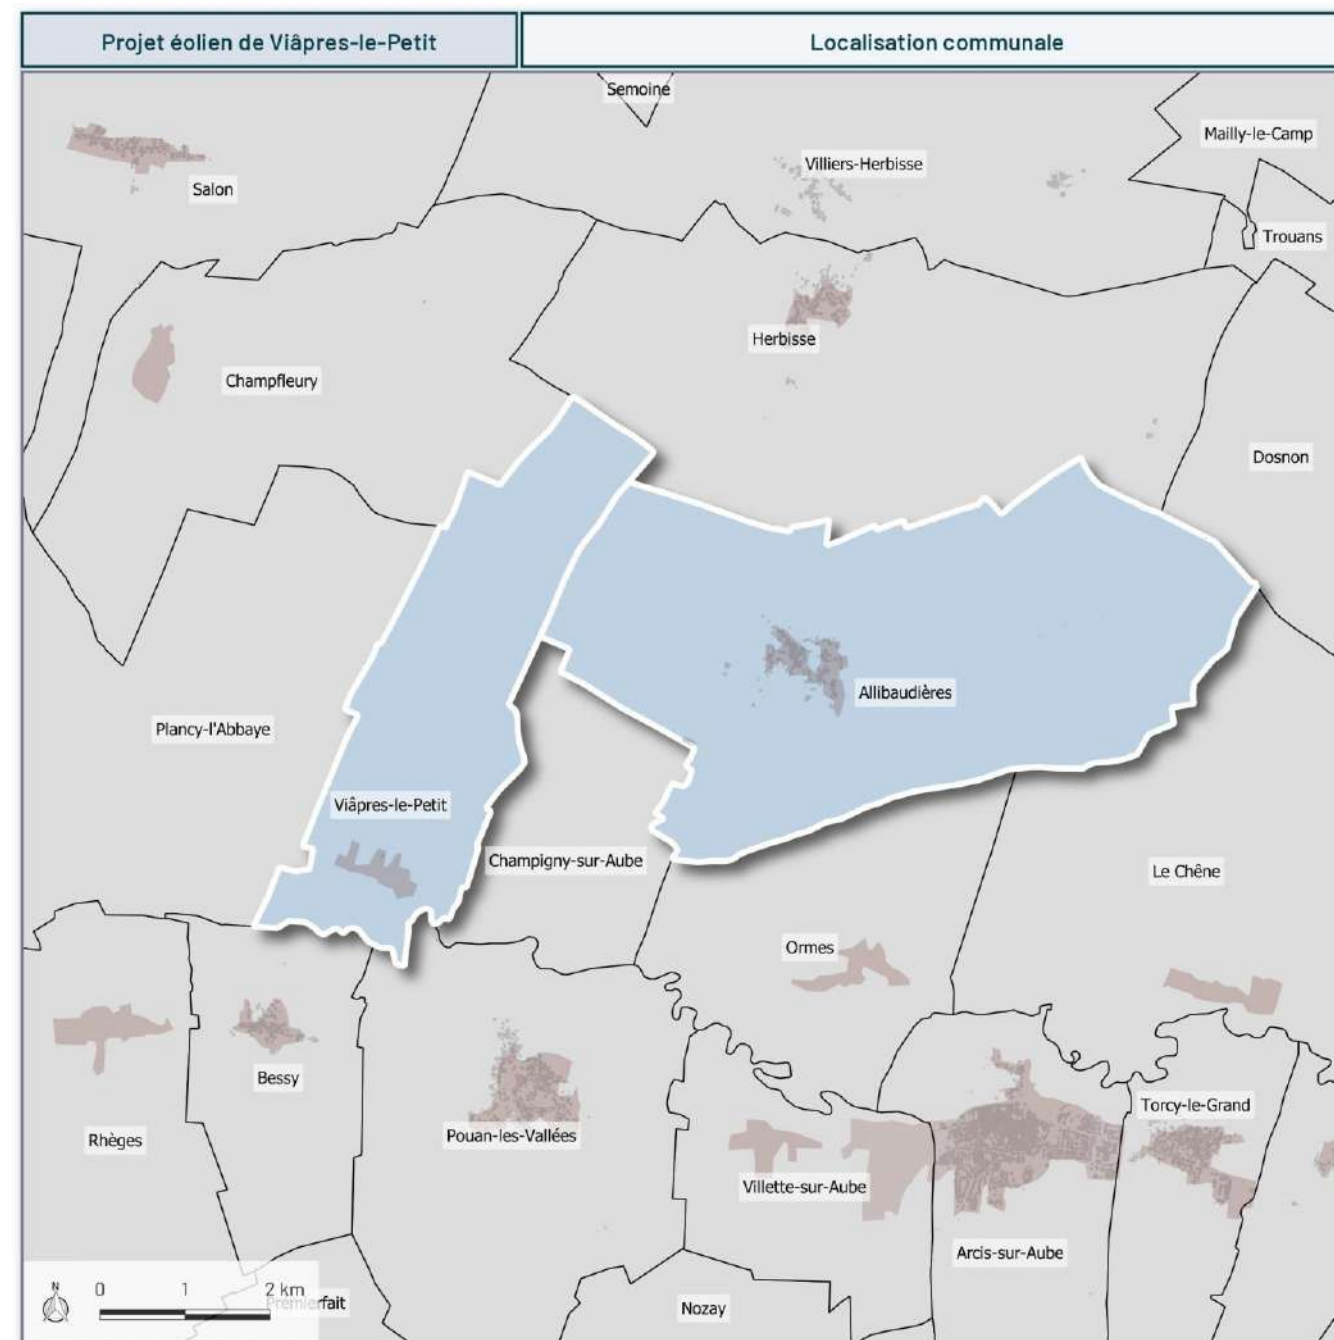 Projet éolien de Viâpres-le-Petit
Localisation communale
Semoine
Mailly-le-Camp
Villiers-Herbisse
Salon
Trouans
Herbisse
Champfleury
Dosnon
Allibaudières
Plancy-l'Abbaye
Viâpres-le-Petit
Champigny-sur-Aube
Le Chêne
Ormes
Bessy
Torcy-le-Grand
Rhèges
Pouan-les-Vallées
Villette-sur-Aube
Arcis-sur-Aube
N
0 1 2 km
Premierfait
Nozay